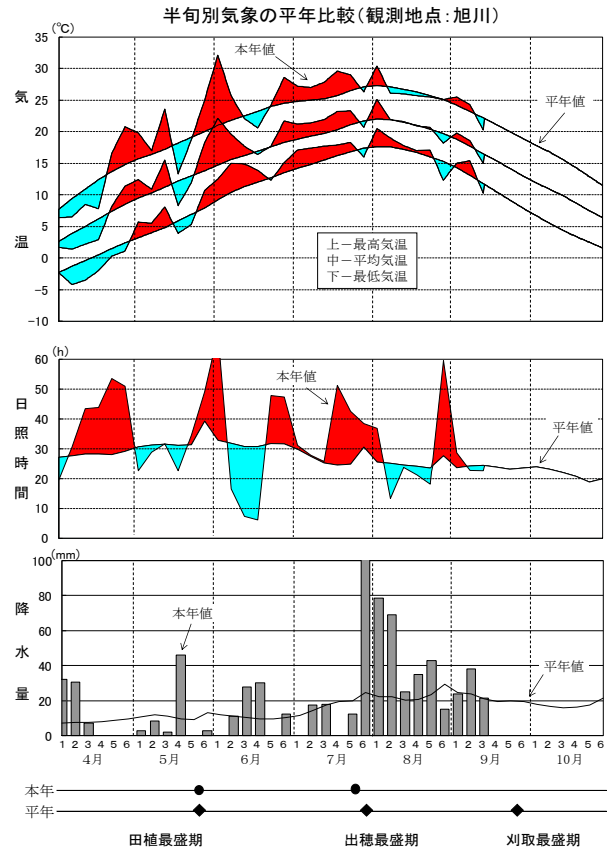 半旬別気象の平年比較(観測地点:旭川)
(℃)
35
30
25
20
15
10
5
0
-5
-10
気温
本年値
平年値
上-最高気温
中-平均気温
下-最低気温
(h)
60
50
40
30
20
10
0
日照時間
本年値
平年値
(mm)
100
80
60
40
20
0
降水量
本年値
平年値
1 2 3 4 5 6 1 2 3 4 5 6 1 2 3 4 5 6 1 2 3 4 5 6 1 2 3 4 5 6 1 2 3 4 5 6 1 2 3 4 5 6
4月 5月 6月 7月 8月 9月 10月
本年
平年
田植最盛期 出穂最盛期 刈取最盛期